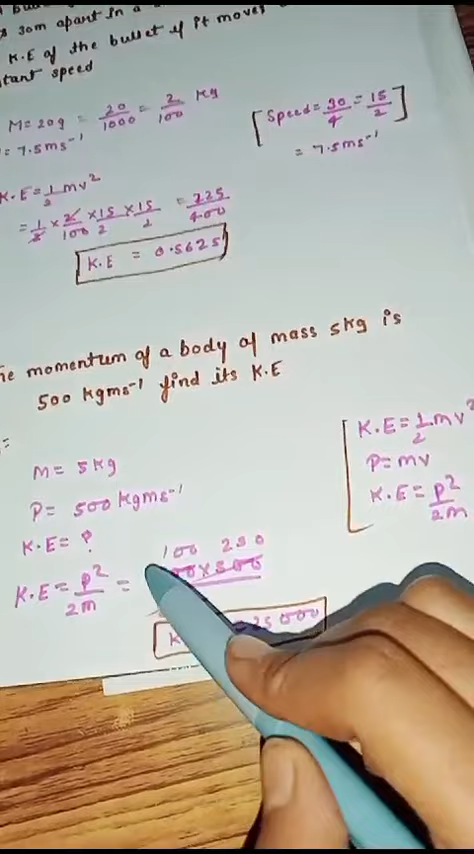 30m apart in a
K.E of the bullet if it moves
speed
M = 20g = 20/1000 = 2/100 Kg
= 7.5ms⁻¹
[Speed = 30/4 = 15/2]
= 7.5ms⁻¹
K.E = 1/2 mv²
= 1/2 × 2/100 × 15/2 × 15/2 = 225/400
K.E = 0.5625
momentum of a body of mass 5kg is
500 kgms⁻¹ find its K.E
M = 5kg
P = 500 kgms⁻¹
K.E = ?
K.E = P²/2m =
100 250
×500
25000
K.E = 1/2 mv²
P = mv
K.E = P²/2m